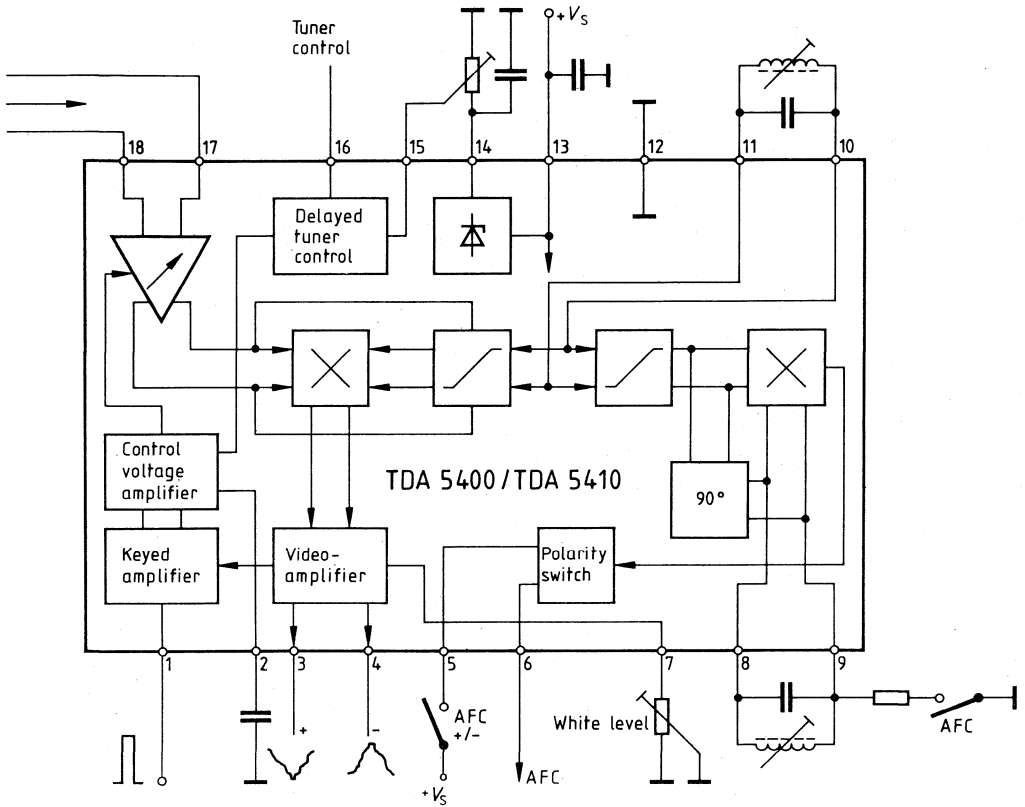 Tuner
control
+Vs
18
17
16
15
14
13
12
11
10
Delayed
tuner
control
Control
voltage
amplifier
TDA 5400/TDA 5410
90°
Keyed
amplifier
Video-
amplifier
Polarity
switch
1
2
3
4
5
6
7
8
9
+
-
AFC
+/-
White level
AFC
AFC
+Vs